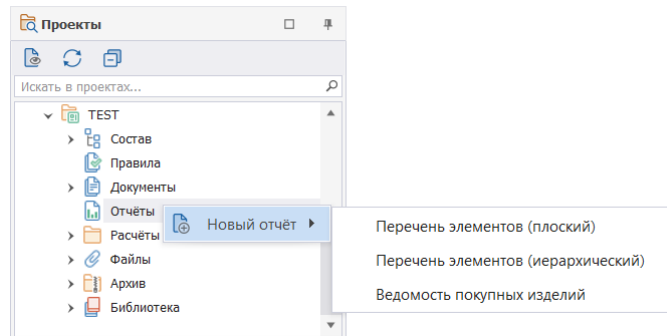 Проекты
Искать в проектах...
TEST
Состав
Правила
Документы
Отчёты
Новый отчёт
Перечень элементов (плоский)
Расчёты
Перечень элементов (иерархический)
Файлы
Архив
Ведомость покупных изделий
Библиотека